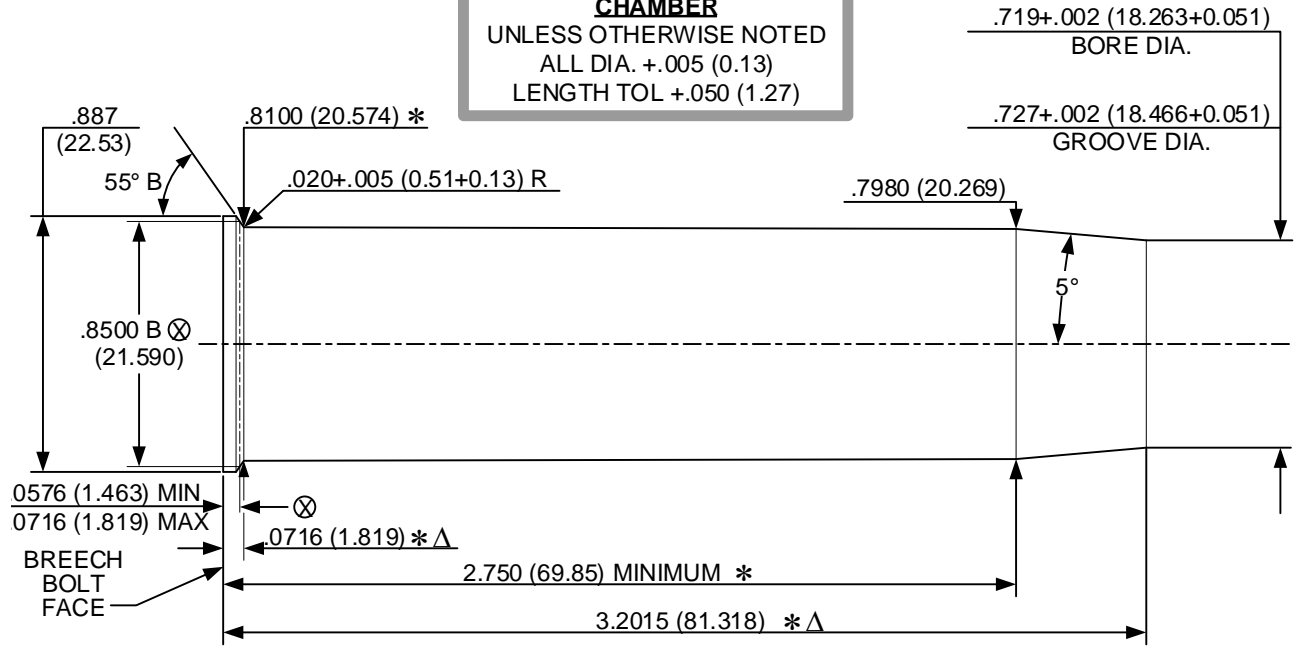 CHAMBER
UNLESS OTHERWISE NOTED
ALL DIA. +.005 (0.13)
LENGTH TOL +.050 (1.27)
.719+.002 (18.263+0.051)
BORE DIA.
.727+.002 (18.466+0.051)
GROOVE DIA.
.887
(22.53)
.8100 (20.574) *
55° B
.020+.005 (0.51+0.13) R
.7980 (20.269)
5°
.8500 B ⓧ
(21.590)
.0576 (1.463) MIN
.0716 (1.819) MAX
ⓧ
.0716 (1.819) * Δ
BREECH
BOLT
FACE
2.750 (69.85) MINIMUM *
3.2015 (81.318) * Δ